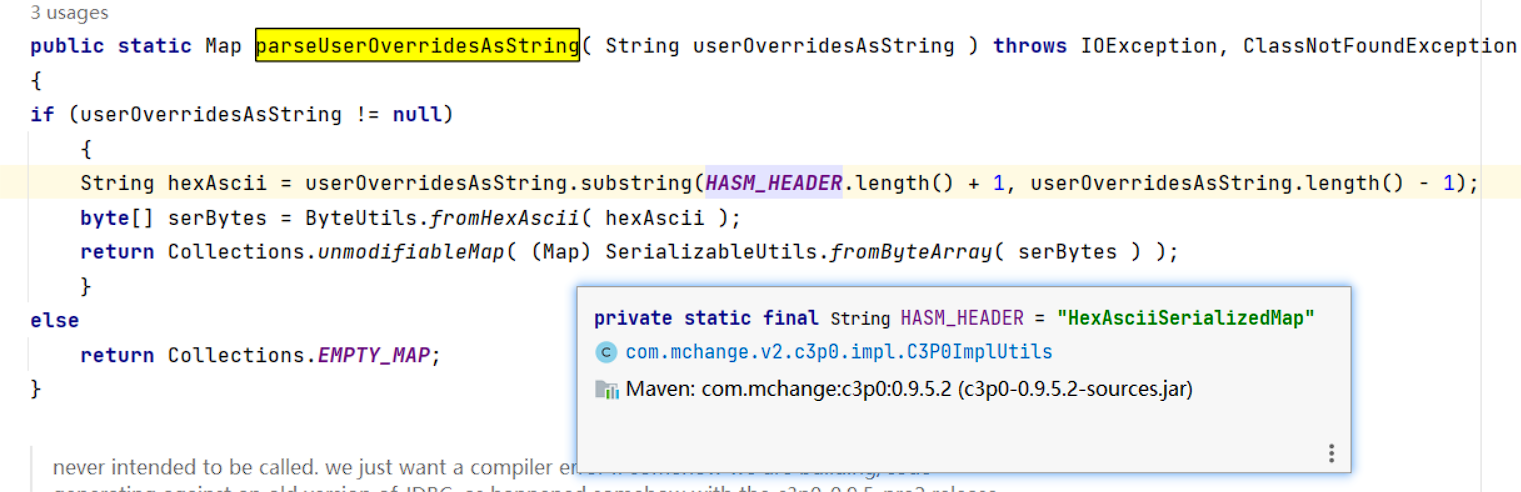 3 usages
public static Map parseUserOverridesAsString( String userOverridesAsString ) throws IOException, ClassNotFoundException
{
if (userOverridesAsString != null)
{
String hexAscii = userOverridesAsString.substring(HASM_HEADER.length() + 1, userOverridesAsString.length() - 1);
byte[] serBytes = ByteUtils.fromHexAscii( hexAscii );
return Collections.unmodifiableMap( (Map) SerializableUtils.fromByteArray( serBytes ) );
}
else
return Collections.EMPTY_MAP;
}
private static final String HASM_HEADER = "HexAsciiSerializedMap"
C com.mchange.v2.c3p0.impl.C3P0ImplUtils
Maven: com.mchange:c3p0:0.9.5.2 (c3p0-0.9.5.2-sources.jar)
never intended to be called. we just want a compiler